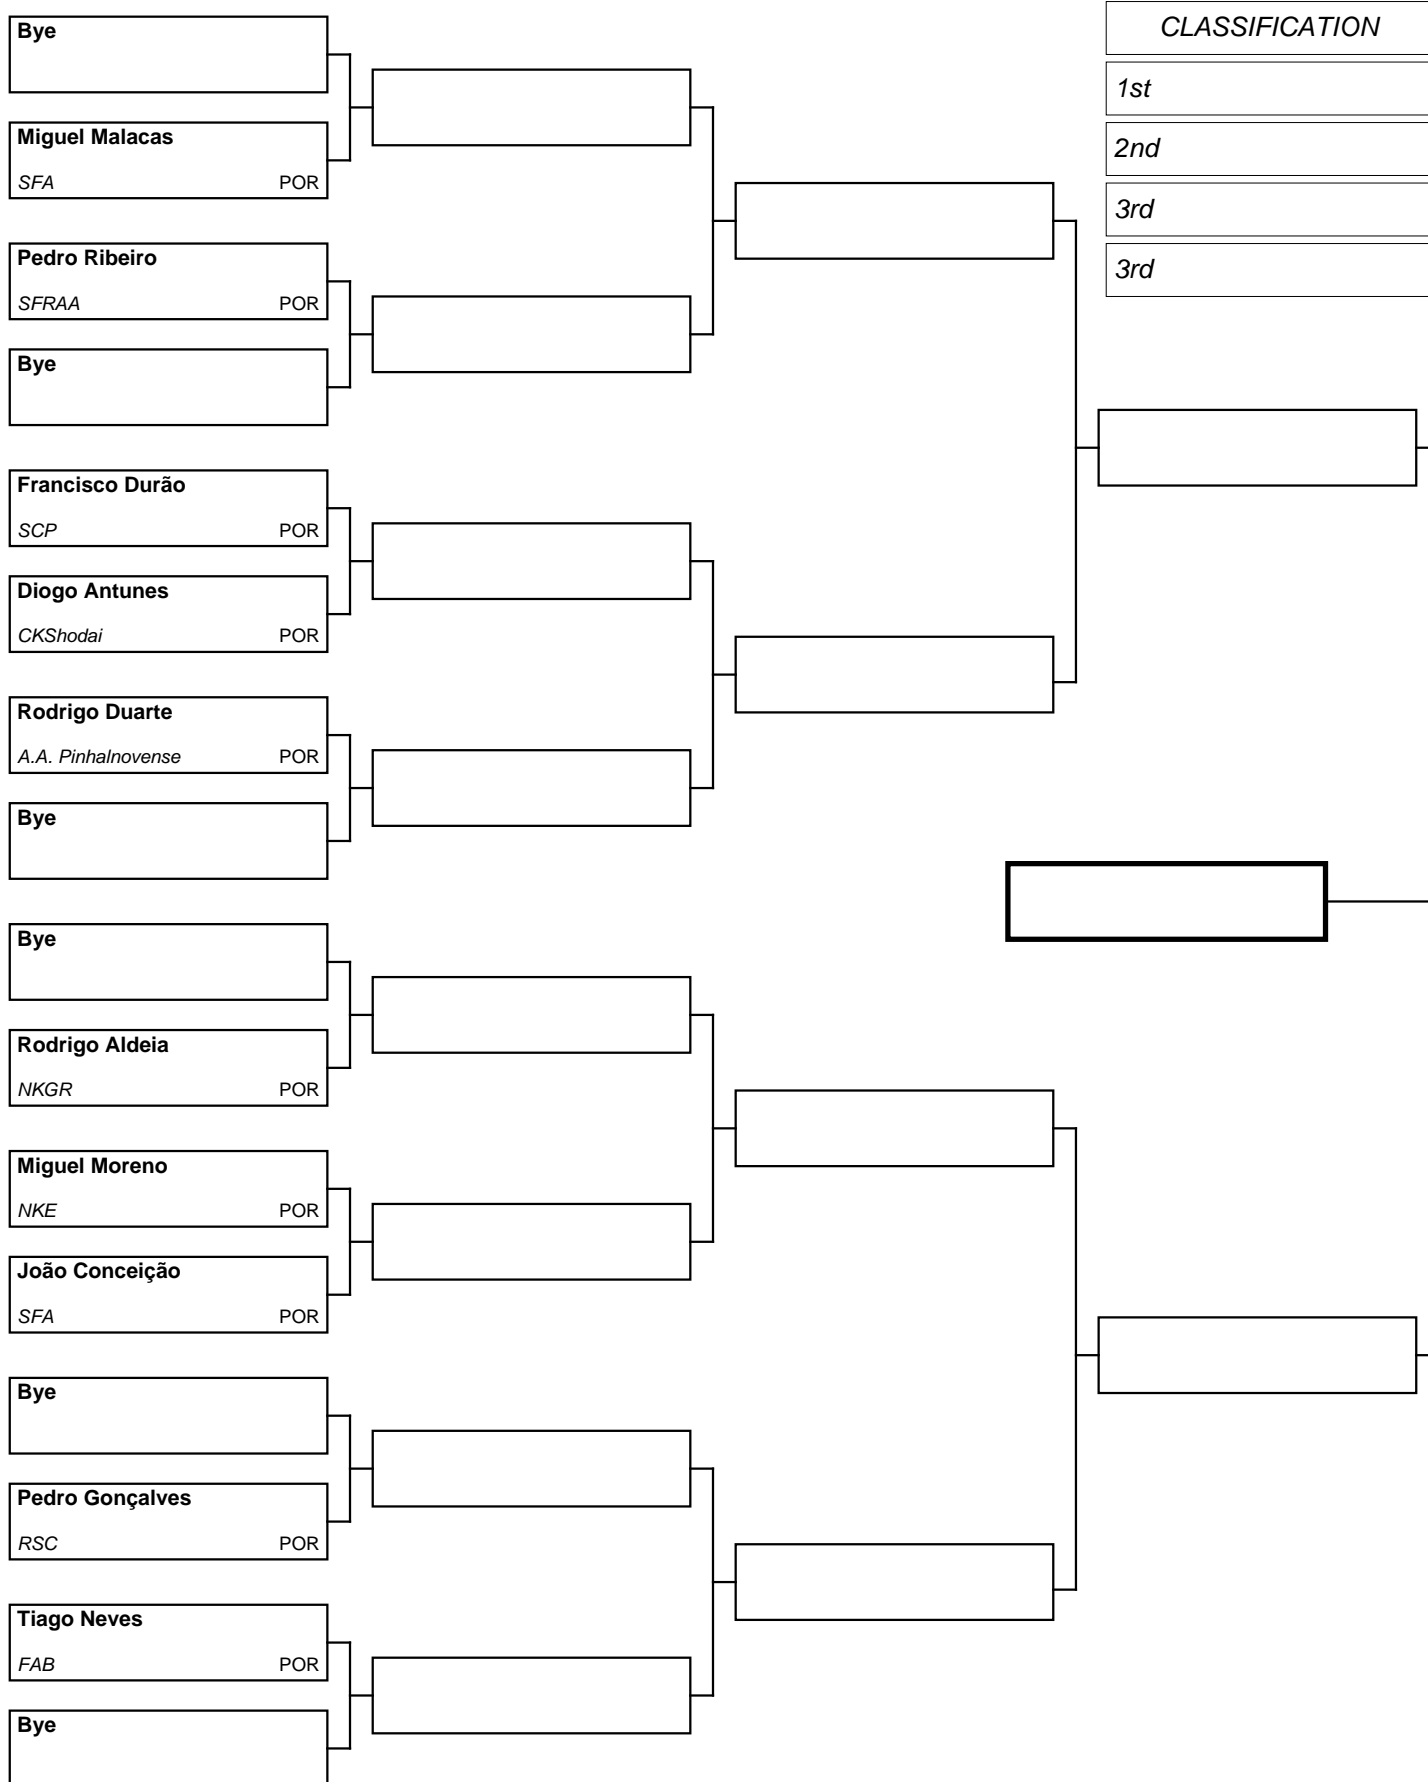 Bye
Miguel Malacas
SFA POR
Pedro Ribeiro
SFRAA POR
Bye
Francisco Durão
SCP POR
Diogo Antunes
CKShodai POR
Rodrigo Duarte
A.A. Pinhalnovense POR
Bye
Bye
Rodrigo Aldeia
NKGR POR
Miguel Moreno
NKE POR
João Conceição
SFA POR
Bye
Pedro Gonçalves
RSC POR
Tiago Neves
FAB POR
Bye
CLASSIFICATION
1st
2nd
3rd
3rd